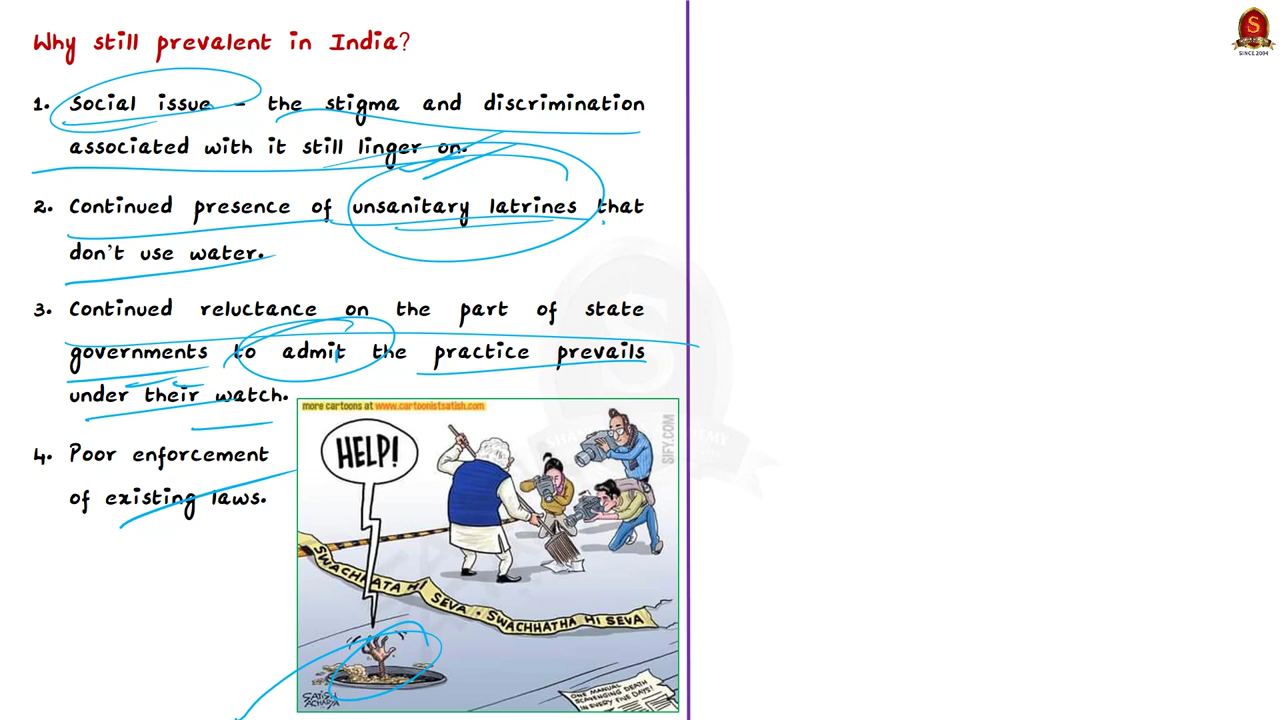 Why still prevalent in India?
S
SINCE 2004
1. Social issue - the stigma and discrimination
associated with it still linger on.
2. Continued presence of unsanitary latrines that
don't use water.
3. Continued reluctance on the part of state
governments to admit the practice prevails
under their watch.
4. Poor enforcement
of existing laws.
more cartoons at www.cartoonistsatish.com
HELP!
SIFY.COM
SWACHHATA HI SEVA • SWACHHATHA HI SEVA
SATISH
ACHARYA
ONE MANUAL
SCAVENGING DEATH
IN EVERY FIVE DAYS!